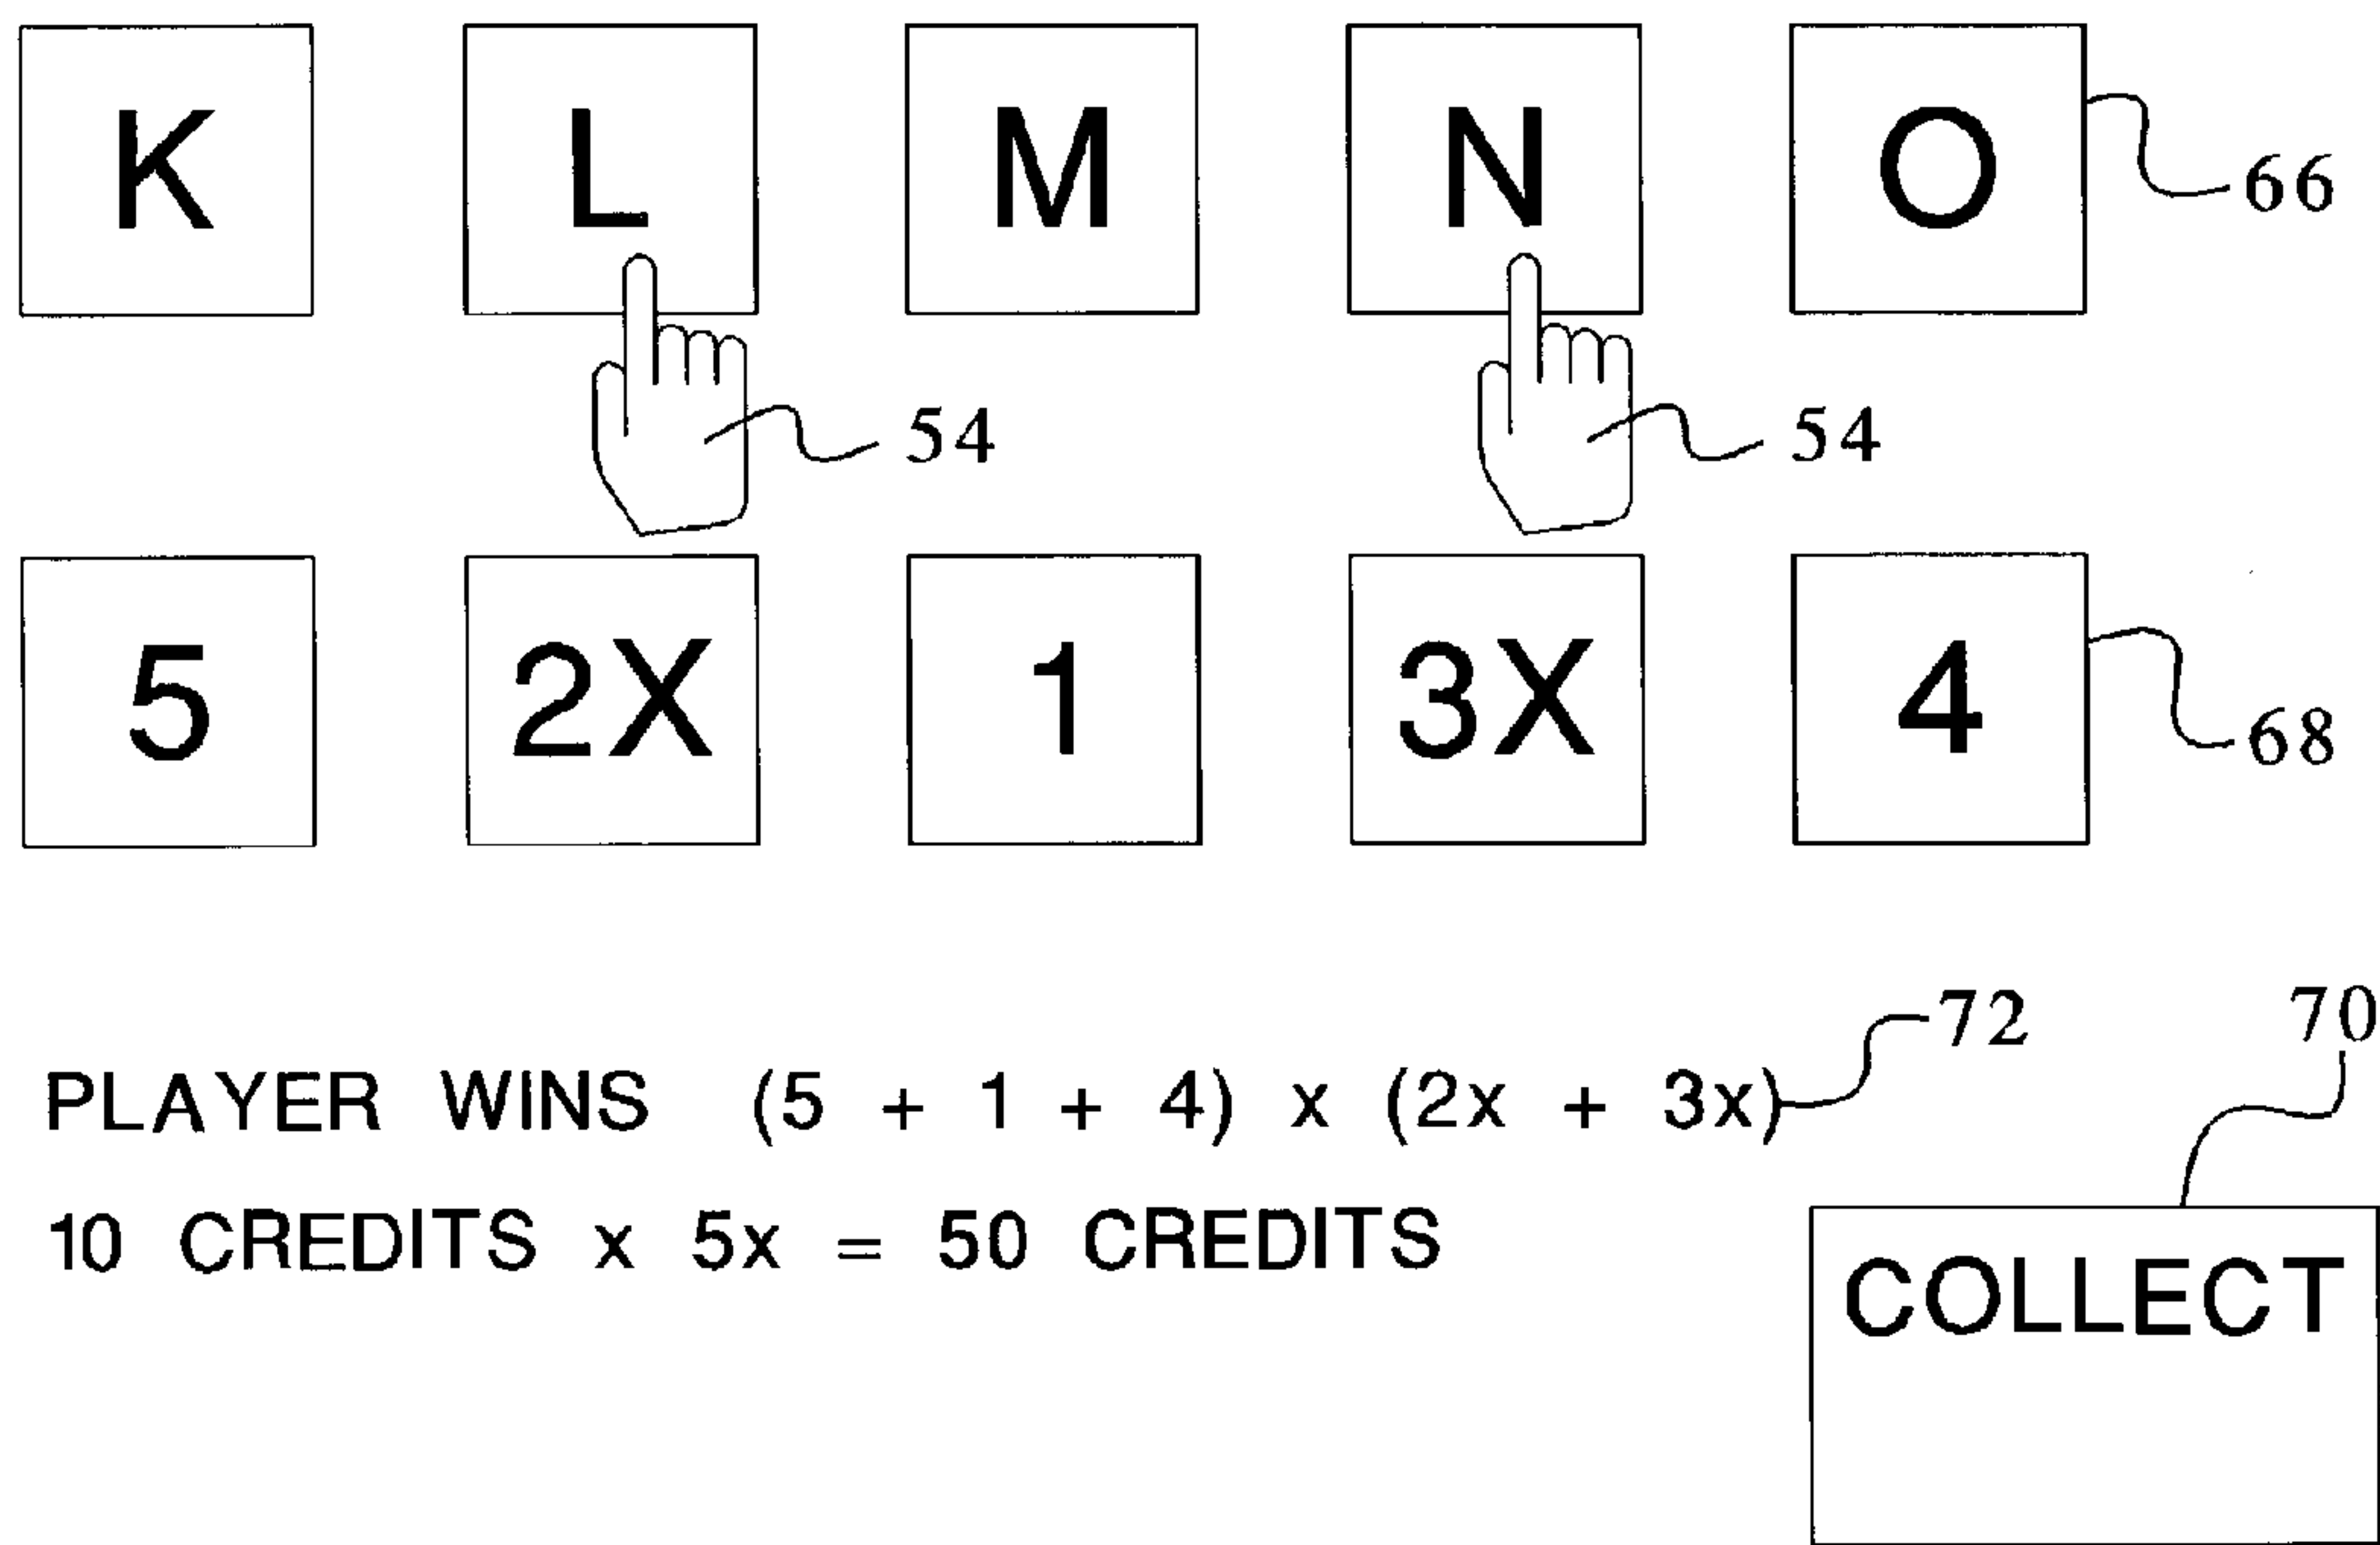 K L M N O 66
54 54
5 2X 1 3X 4 68
72 70
PLAYER WINS (5 + 1 + 4) x (2x + 3x)
10 CREDITS x 5x = 50 CREDITS
COLLECT